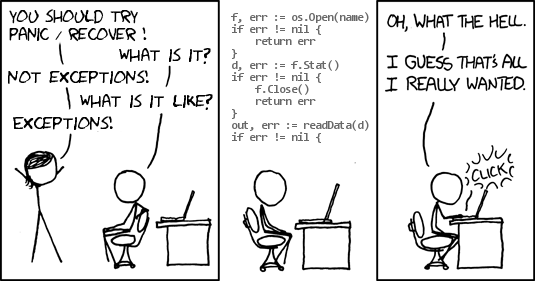 YOU SHOULD TRY
PANIC/RECOVER!
WHAT IS IT?
NOT EXCEPTIONS!
WHAT IS IT LIKE?
EXCEPTIONS!
f, err := os.Open(name)
if err != nil {
    return err
}
d, err := f.Stat()
if err != nil {
    f.Close()
    return err
}
out, err := readData(d)
if err != nil {
OH, WHAT THE HELL.
I GUESS THAT'S ALL
I REALLY WANTED.
CLICK